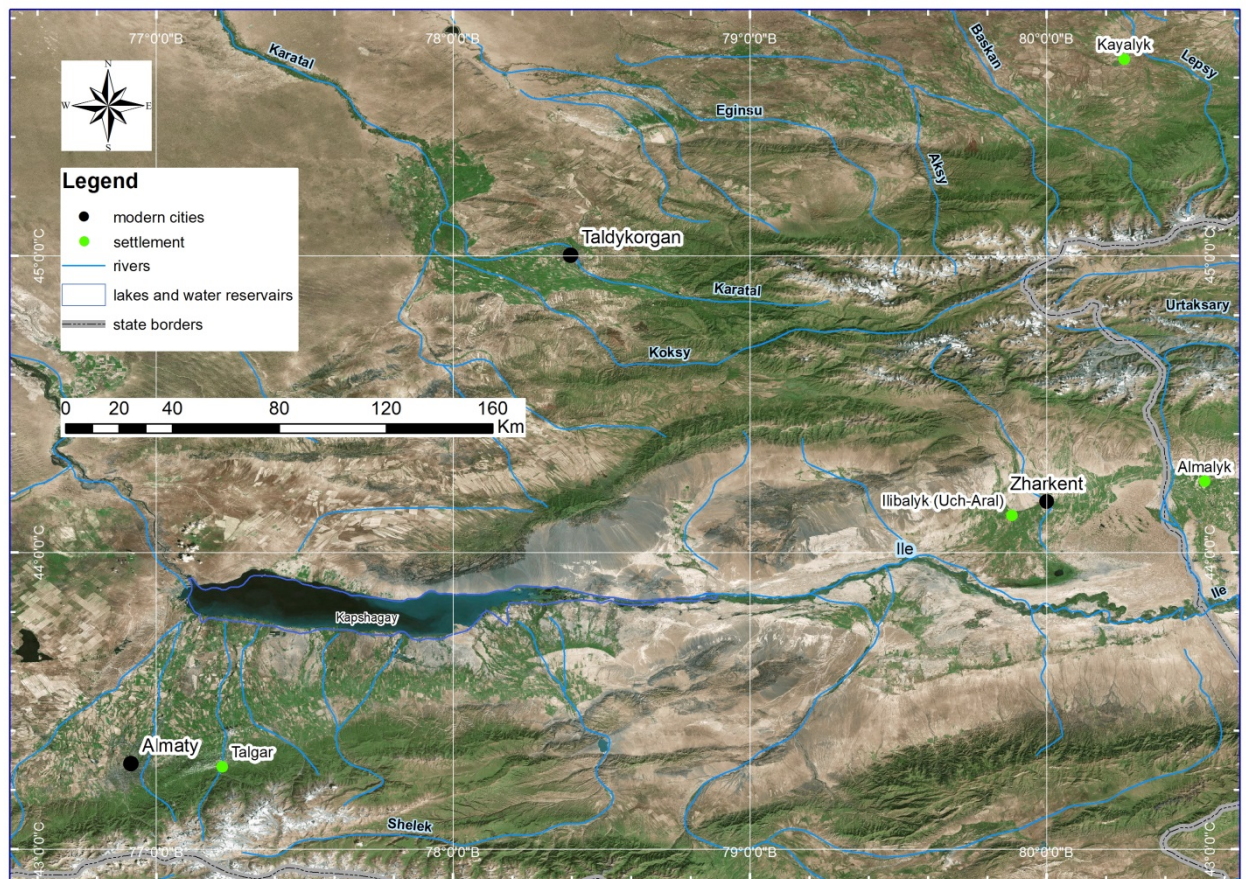 77°0'0"B
78°0'0"B
79°0'0"B
80°0'0"B
Karatal
Baskan
Kayalyk
Lepsy
N
W
E
S
Eginsu
Aksy
Legend
modern cities
settlement
rivers
lakes and water reservairs
state borders
Taldykorgan
45°0'0"C
45°0'0"C
Karatal
Urtaksary
Koksy
0
20
40
80
120
160
Km
Almalyk
Zharkent
Ilibalyk (Uch-Aral)
44°0'0"C
44°0'0"C
Ile
Ile
Kapshagay
Almaty
Talgar
Shelek
43°0'0"C
43°0'0"C
77°0'0"B
78°0'0"B
79°0'0"B
80°0'0"B